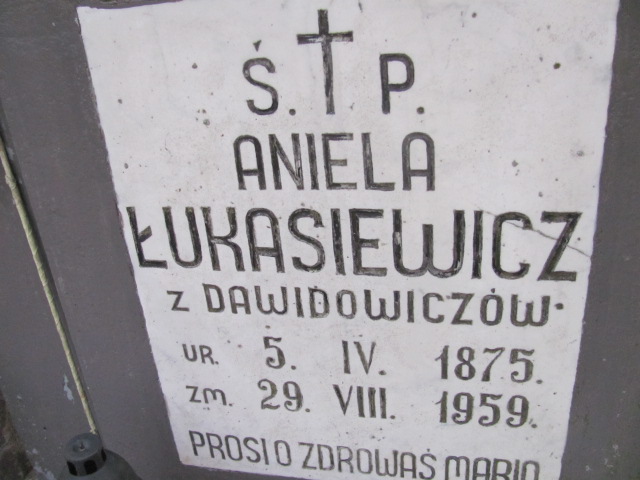 Ś. P.
ANIELA
ŁUKASIEWICZ
Z DAWIDOWICZÓW.
UR. 5. IV. 1875.
ZM. 29. VIII. 1959.
PROSI O ZDROWAŚ MARIO